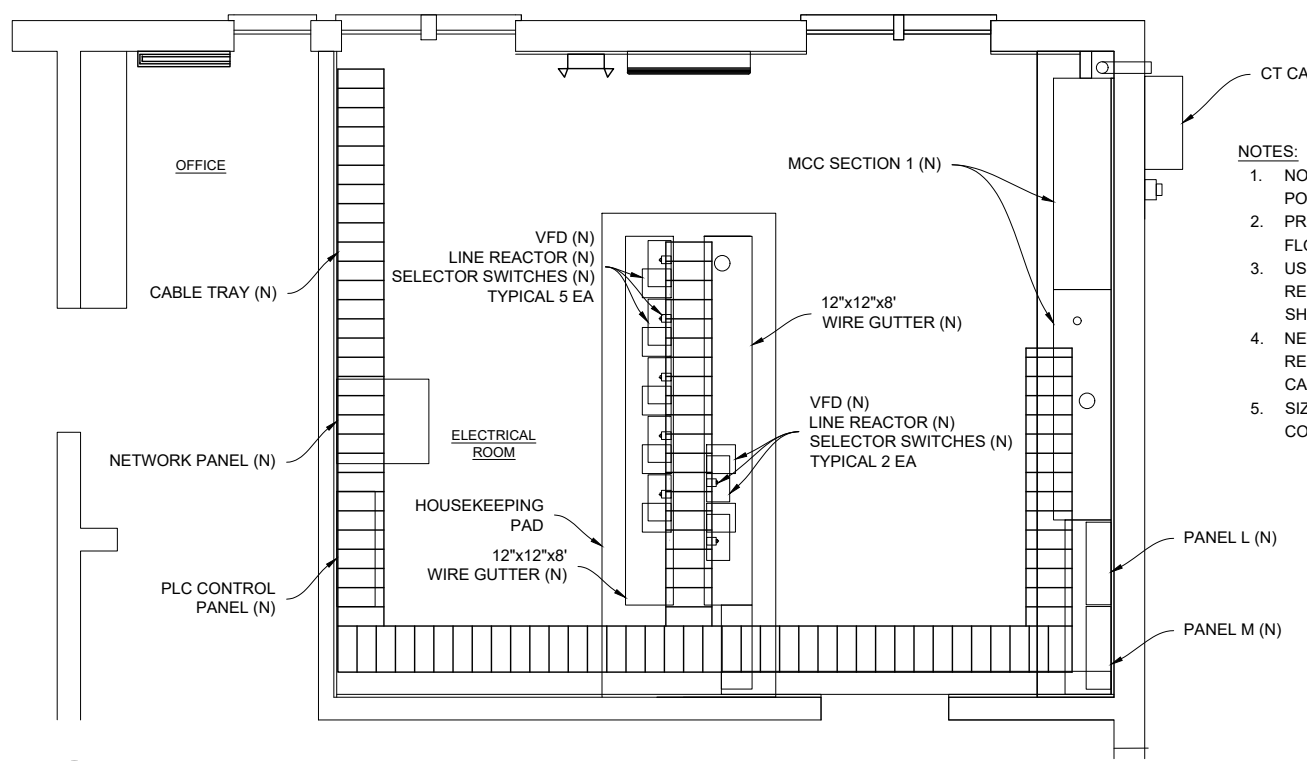 CT CA
NOTES:
1. NO
PO
2. PR
FLO
3. US
RE
SH
4. NE
RE
CA
5. SIZ
CO
OFFICE
MCC SECTION 1 (N)
VFD (N)
LINE REACTOR (N)
SELECTOR SWITCHES (N)
TYPICAL 5 EA
CABLE TRAY (N)
12"x12"x8'
WIRE GUTTER (N)
VFD (N)
LINE REACTOR (N)
SELECTOR SWITCHES (N)
TYPICAL 2 EA
ELECTRICAL
ROOM
NETWORK PANEL (N)
HOUSEKEEPING
PAD
12"x12"x8'
WIRE GUTTER (N)
PLC CONTROL
PANEL (N)
PANEL L (N)
PANEL M (N)